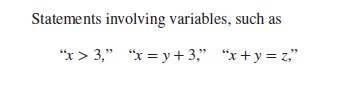 Statements involving variables, such as
“x > 3,” “x = y + 3,” “x + y = z,”